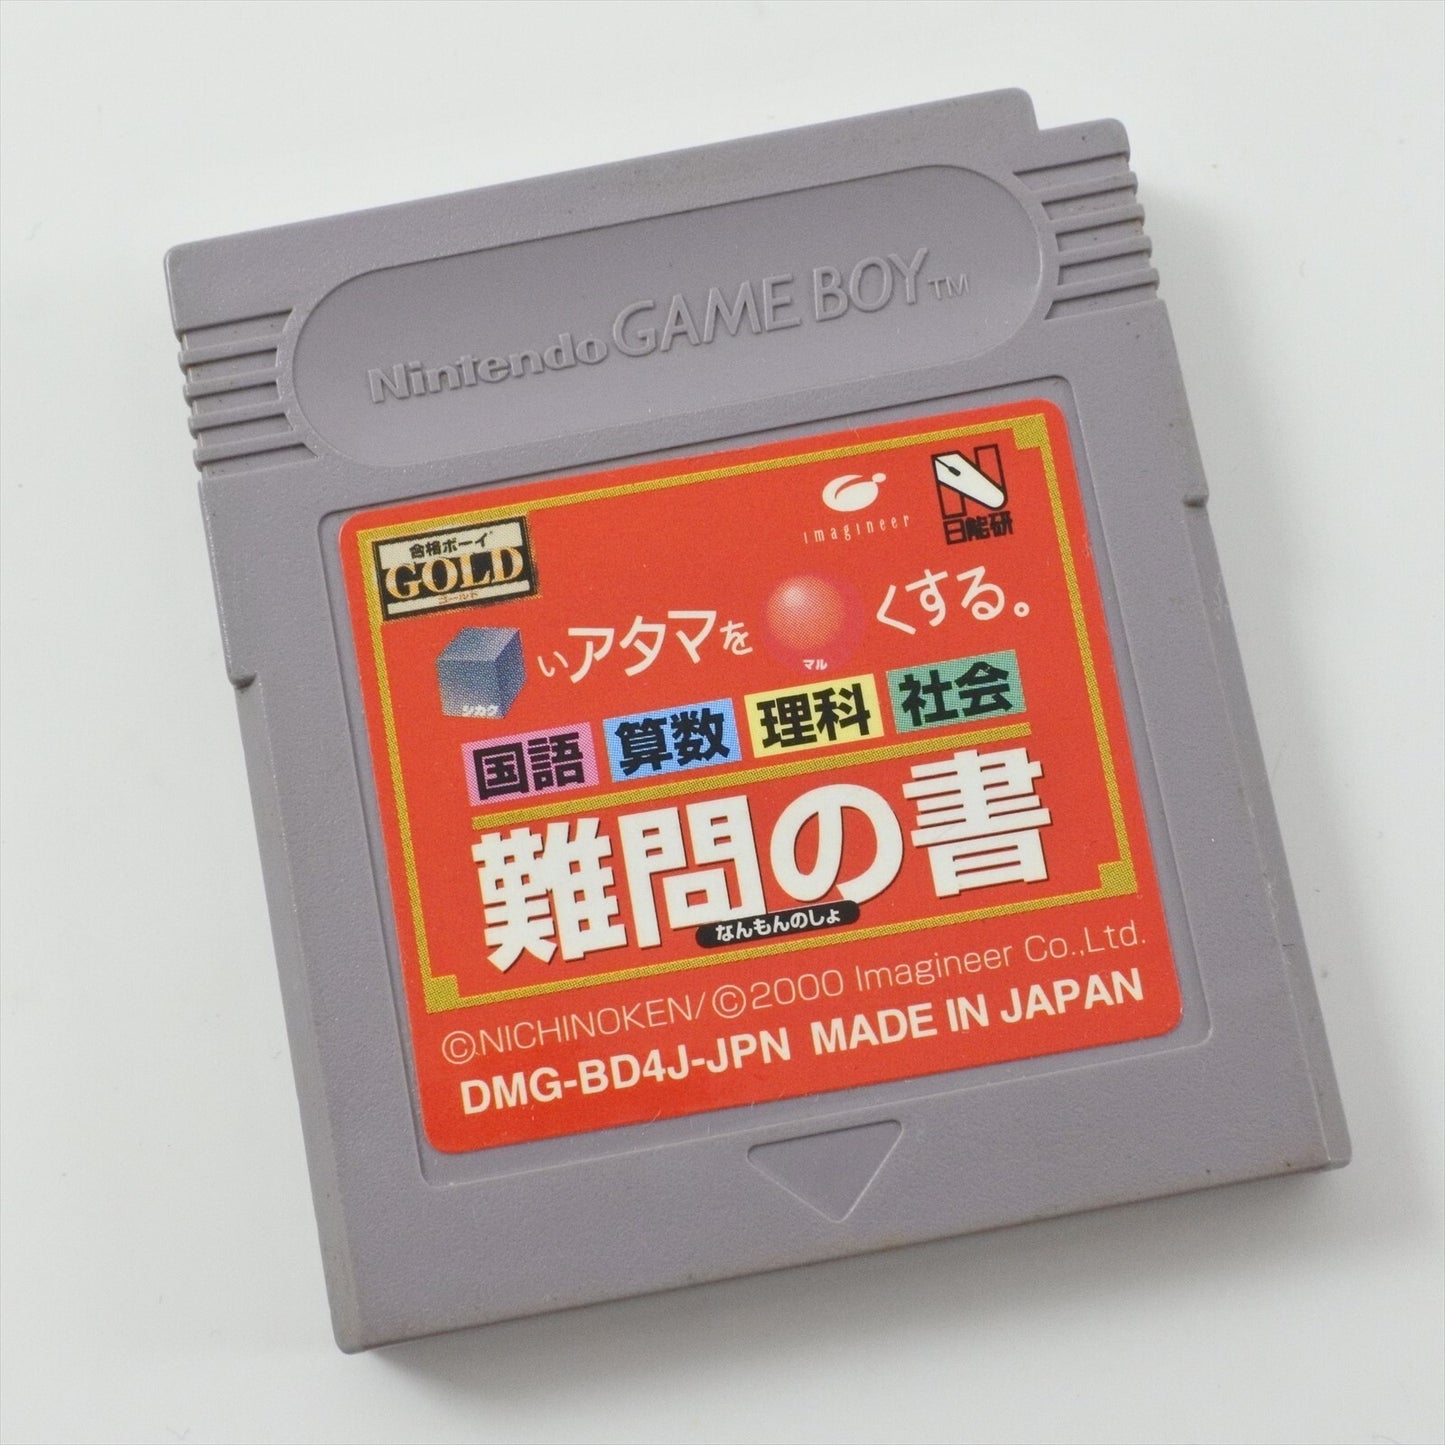 Nintendo GAME BOY TM
合格ボーイ
GOLD
ゴールド
imagineer
N
日能研
いアタマを くする。
シカク
マル
国語 算数 理科 社会
難問の書
なんもんのしょ
©NICHINOKEN/©2000 Imagineer Co.,Ltd.
DMG-BD4J-JPN MADE IN JAPAN